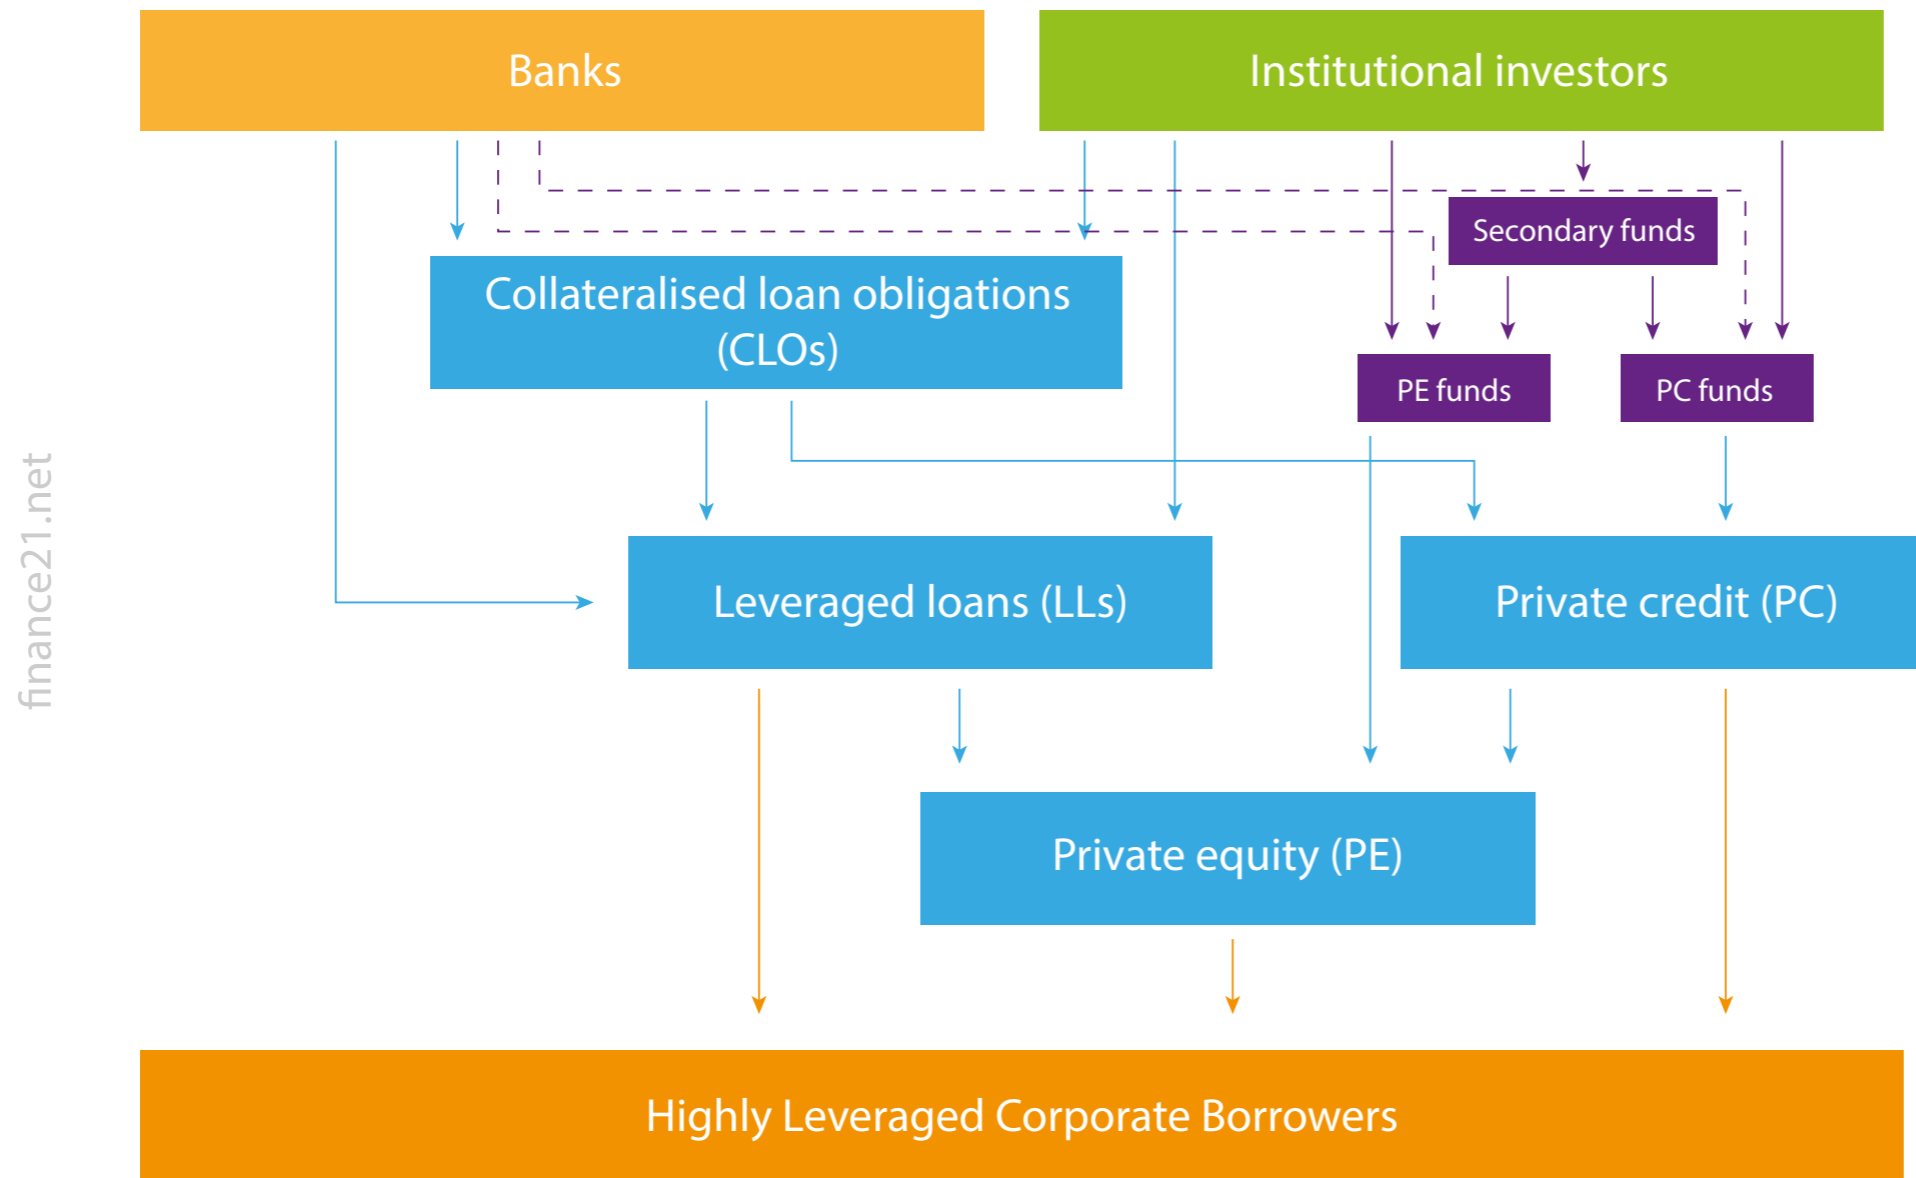 Banks
Institutional investors
Secondary funds
Collateralised loan obligations
(CLOs)
PE funds
PC funds
finance21.net
Leveraged loans (LLs)
Private credit (PC)
Private equity (PE)
Highly Leveraged Corporate Borrowers